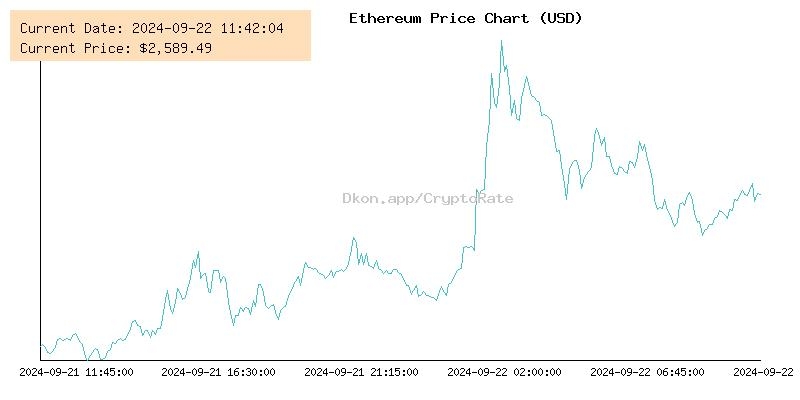 Ethereum Price Chart (USD)
Current Date: 2024-09-22 11:42:04
Current Price: $2,589.49
Dkon.app/CryptoRate
2024-09-21 11:45:00
2024-09-21 16:30:00
2024-09-21 21:15:00
2024-09-22 02:00:00
2024-09-22 06:45:00
2024-09-22